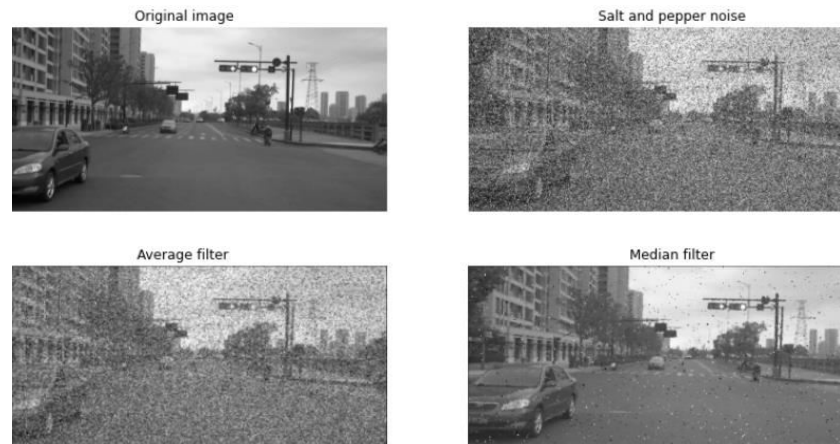 Original image
Salt and pepper noise
Average filter
Median filter